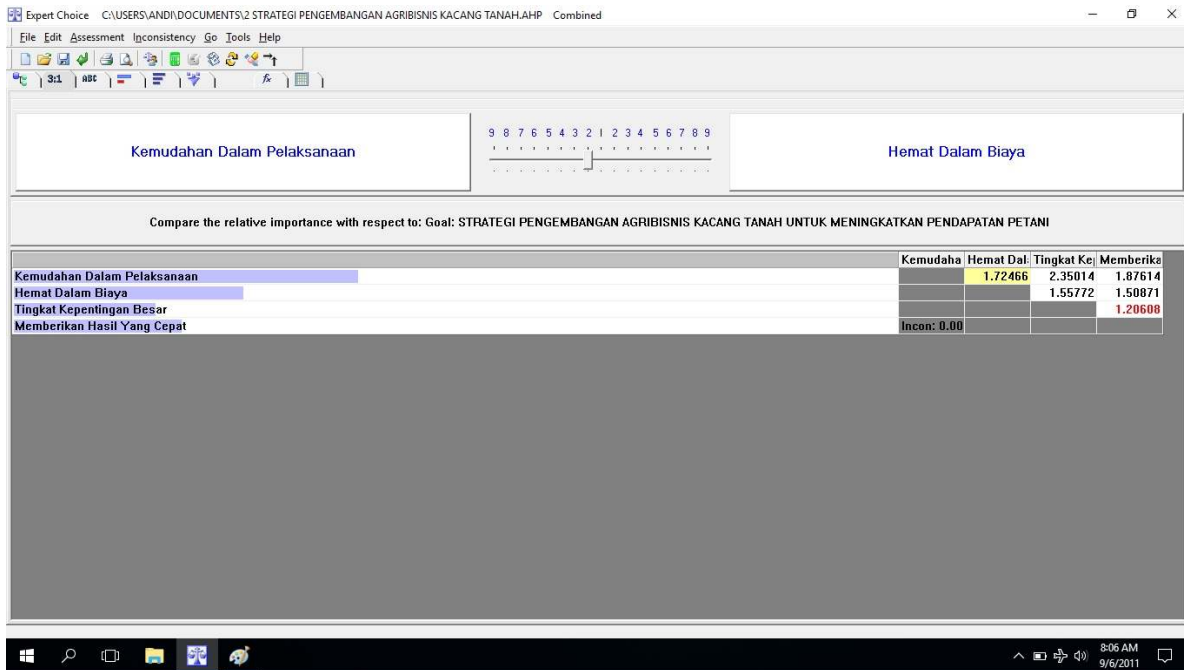 Expert Choice C:\USERS\ANDI\DOCUMENTS\2 STRATEGI PENGEMBANGAN AGRIBISNIS KACANG TANAH.AHP Combined
File Edit Assessment Inconsistency Go Tools Help
3:1 ABC fx
9 8 7 6 5 4 3 2 1 2 3 4 5 6 7 8 9
Kemudahan Dalam Pelaksanaan Hemat Dalam Biaya
Compare the relative importance with respect to: Goal: STRATEGI PENGEMBANGAN AGRIBISNIS KACANG TANAH UNTUK MENINGKATKAN PENDAPATAN PETANI
Kemudaha Hemat Dal Tingkat Ke Memberika
Kemudahan Dalam Pelaksanaan 1.72466 2.35014 1.87614
Hemat Dalam Biaya 1.55772 1.50871
Tingkat Kepentingan Besar 1.20608
Memberikan Hasil Yang Cepat Incon: 0.00
8:06 AM
9/6/2011